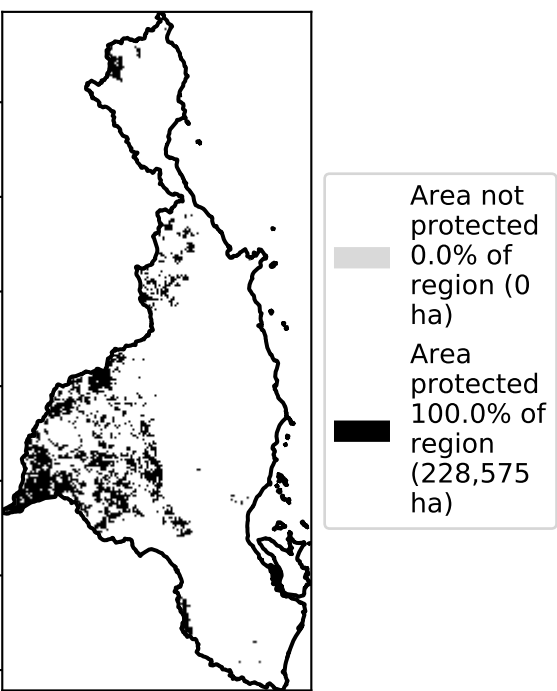 Area not
protected
0.0% of
region (0
ha)
Area
protected
100.0% of
region
(228,575
ha)